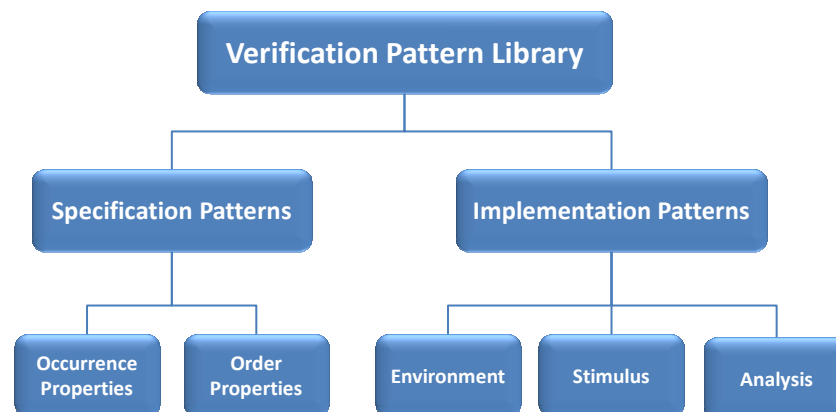 Verification Pattern Library
Specification Patterns
Implementation Patterns
Occurrence
Properties
Order
Properties
Environment
Stimulus
Analysis